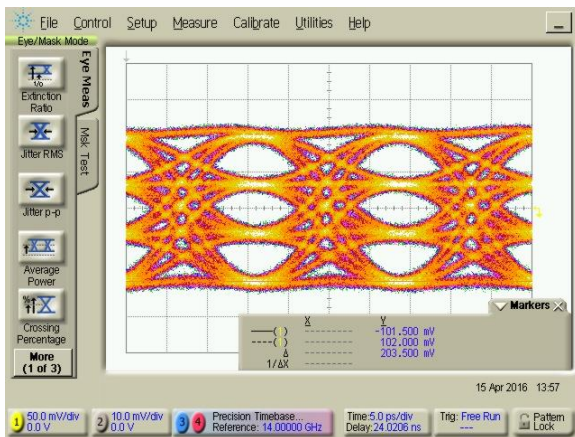 File Control Setup Measure Calibrate Utilities Help
Eye/Mask Mode
Eye Meas
Msk Test
Extinction
Ratio
Jitter RMS
Jitter p-p
Average
Power
Crossing
Percentage
More
(1 of 3)
Markers
X Y
-101.500 mV
102.000 mV
Δ 203.500 mV
1/ΔX
15 Apr 2016 13:57
1 50.0 mV/div
0.0 V
2 10.0 mV/div
0.0 V
3 4 Precision Timebase...
Reference: 14.00000 GHz
Time:5.0 ps/div
Delay:24.0206 ns
Trig: Free Run
---
Pattern
Lock